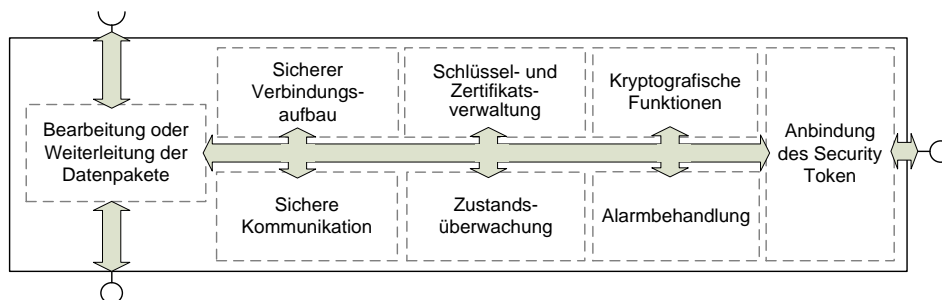 Sicherer
Verbindungs-
aufbau
Schlüssel- und
Zertifikats-
verwaltung
Kryptografische
Funktionen
Bearbeitung oder
Weiterleitung der
Datenpakete
Anbindung
des Security
Token
Sichere
Kommunikation
Zustands-
überwachung
Alarmbehandlung